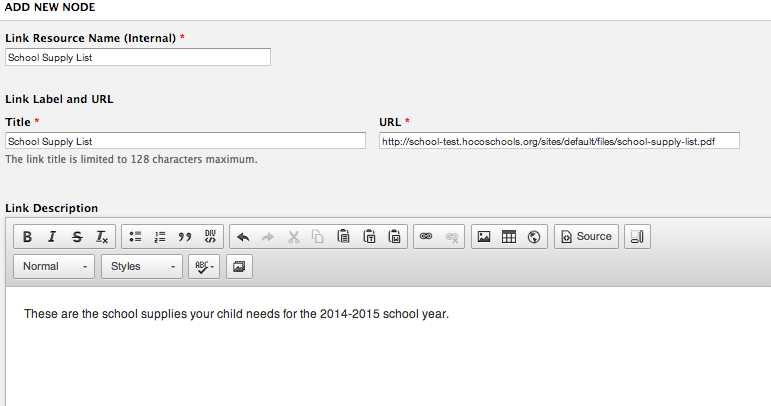 ADD NEW NODE
Link Resource Name (Internal) *
School Supply List
Link Label and URL
Title * URL *
School Supply List http://school-test.hocoschools.org/sites/default/files/school-supply-list.pdf
The link title is limited to 128 characters maximum.
Link Description
B I S Tx 1 2 DIV T W Source
Normal Styles ABC
These are the school supplies your child needs for the 2014-2015 school year.